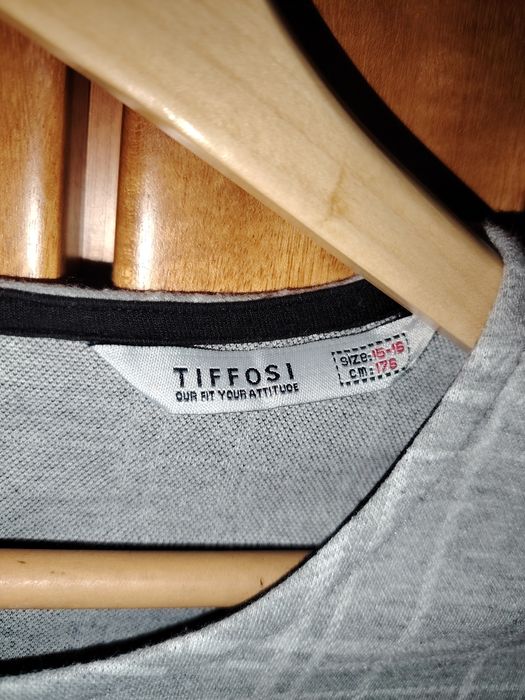 TIFFOSI
OUR FIT YOUR ATTITUDE
SIZE:15-16
cm:176